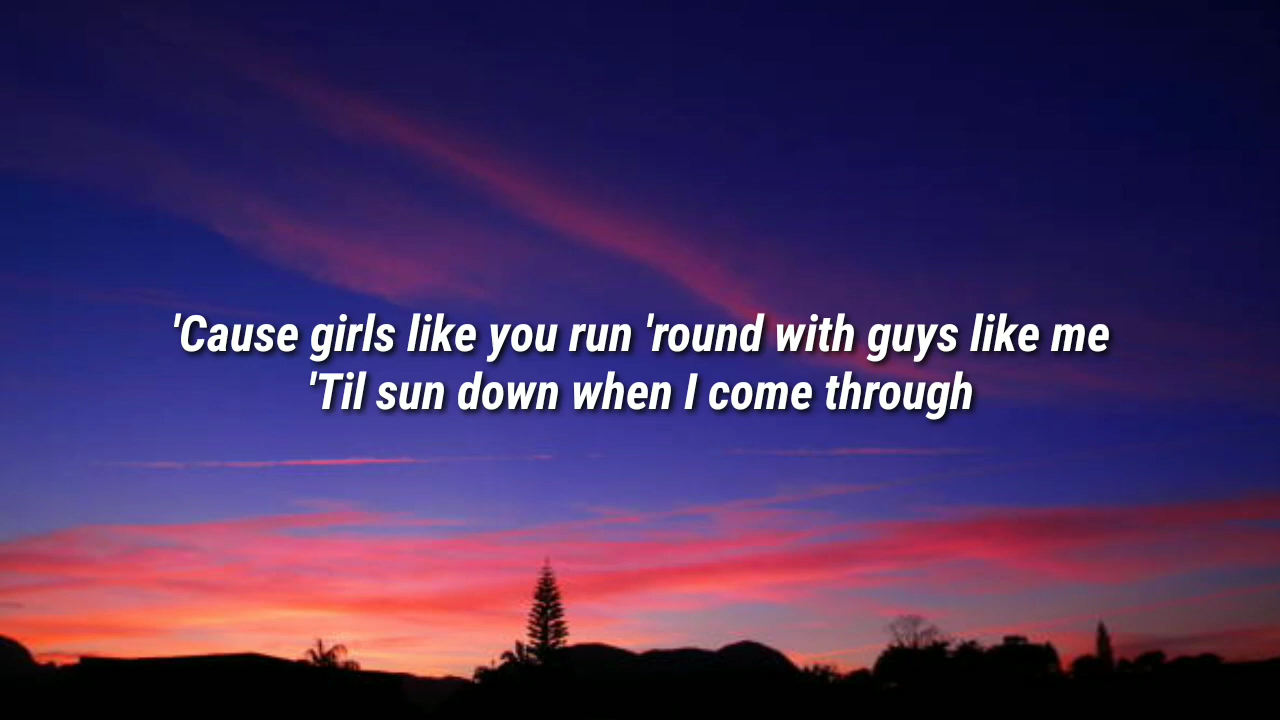 'Cause girls like you run 'round with guys like me
'Til sun down when I come through